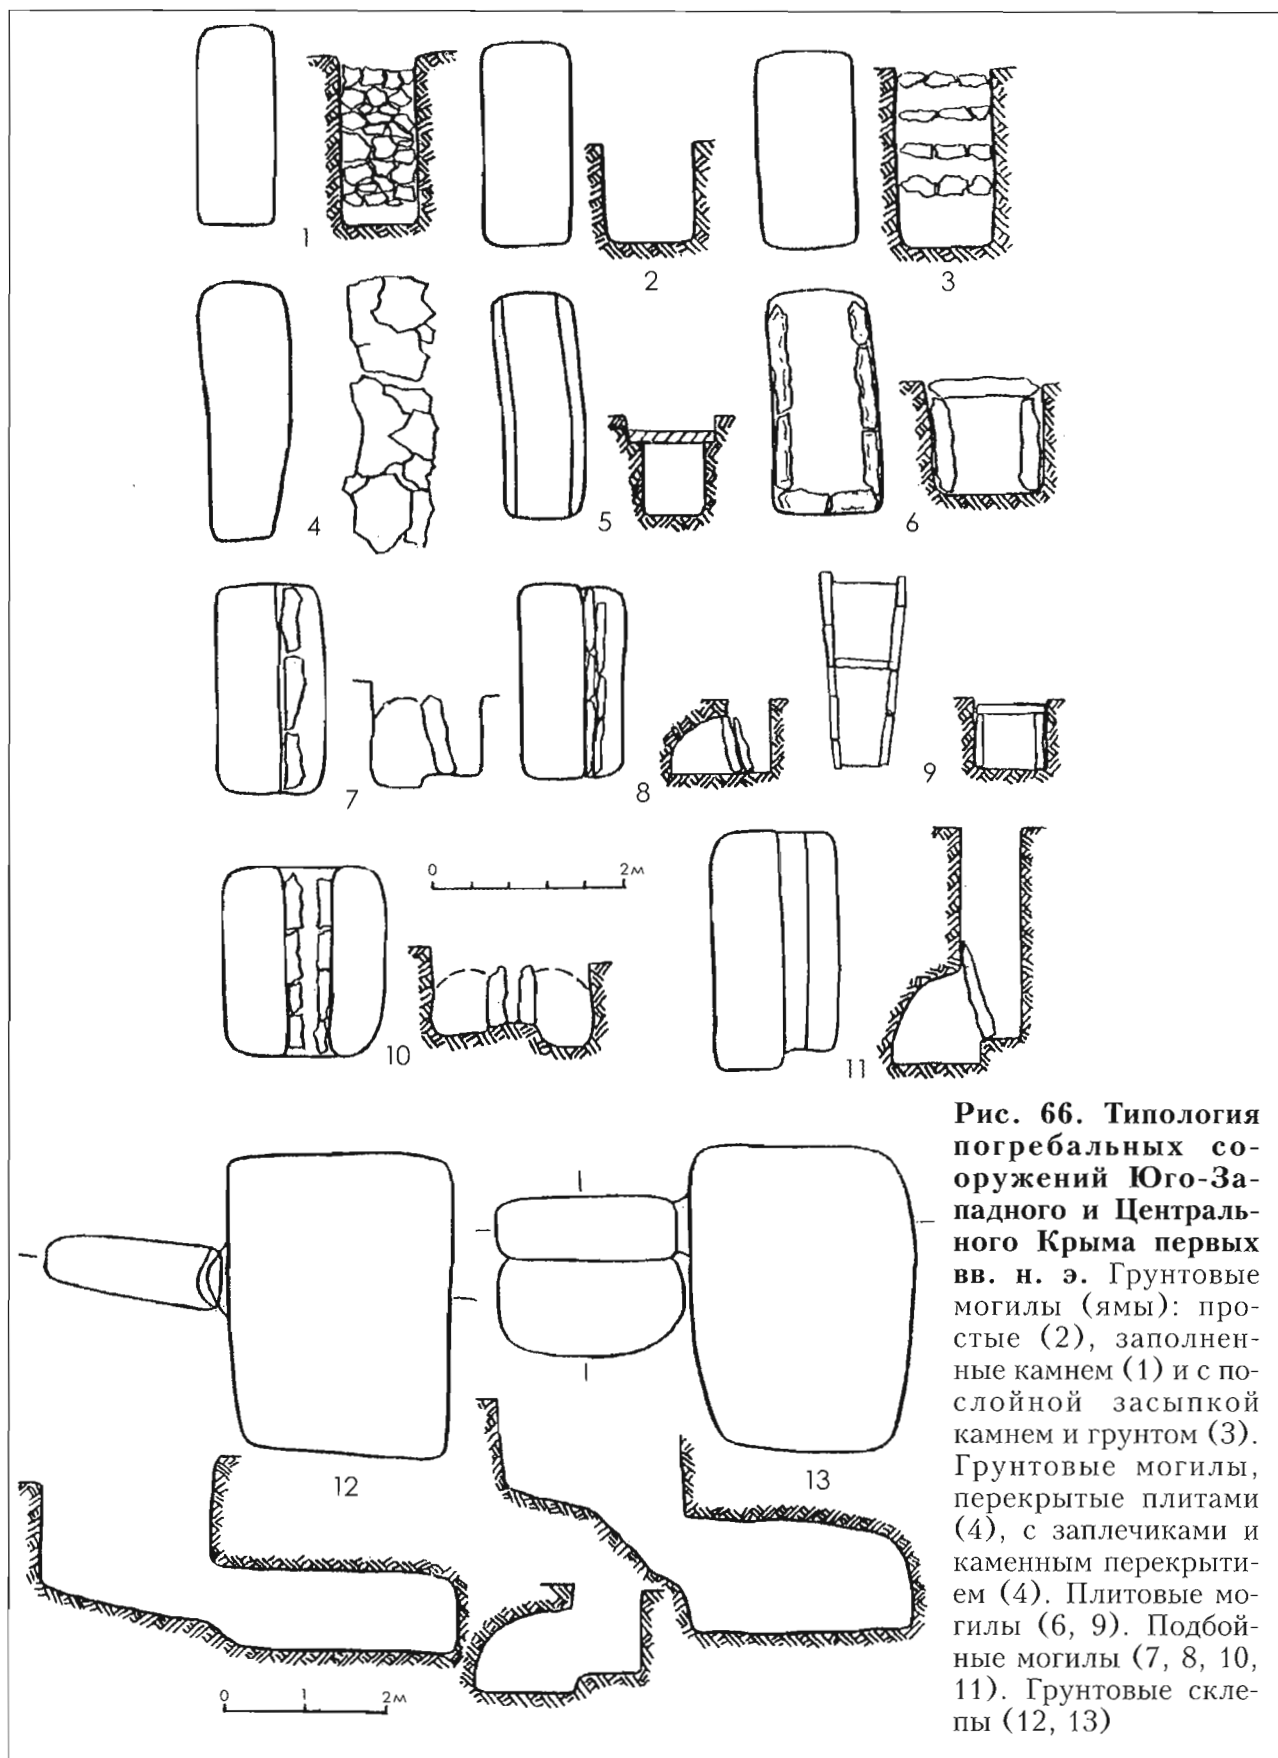 1
2
3
4
5
6
7
8
9
0 2м
10
11
Рис. 66. Типология
погребальных со-
оружений Юго-За-
падного и Централь-
ного Крыма первых
вв. н. э. Грунтовые
могилы (ямы): про-
стые (2), заполнен-
ные камнем (1) и с по-
слойной засыпкой
камнем и грунтом (3).
Грунтовые могилы,
перекрытые плитами
(4), с заплечиками и
каменным перекрыти-
ем (4). Плитовые мо-
гилы (6, 9). Подбой-
ные могилы (7, 8, 10,
11). Грунтовые скле-
пы (12, 13)
12
13
0 1 2м